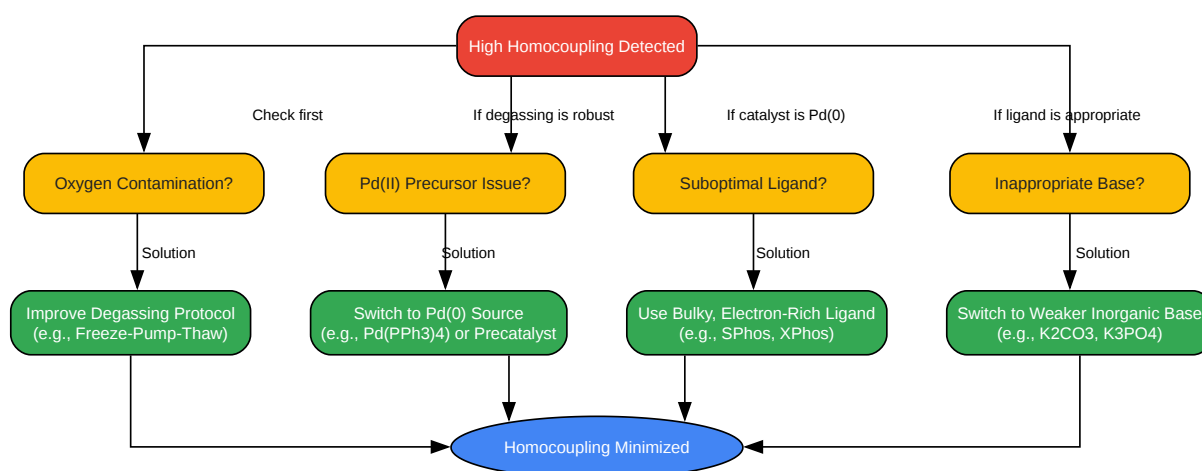 High Homocoupling Detected
Check first
If degassing is robust
If catalyst is Pd(0)
If ligand is appropriate
Oxygen Contamination?
Pd(II) Precursor Issue?
Suboptimal Ligand?
Inappropriate Base?
Solution
Solution
Solution
Solution
Improve Degassing Protocol
(e.g., Freeze-Pump-Thaw)
Switch to Pd(0) Source
(e.g., Pd(PPh3)4) or Precatalyst
Use Bulky, Electron-Rich Ligand
(e.g., SPhos, XPhos)
Switch to Weaker Inorganic Base
(e.g., K2CO3, K3PO4)
Homocoupling Minimized